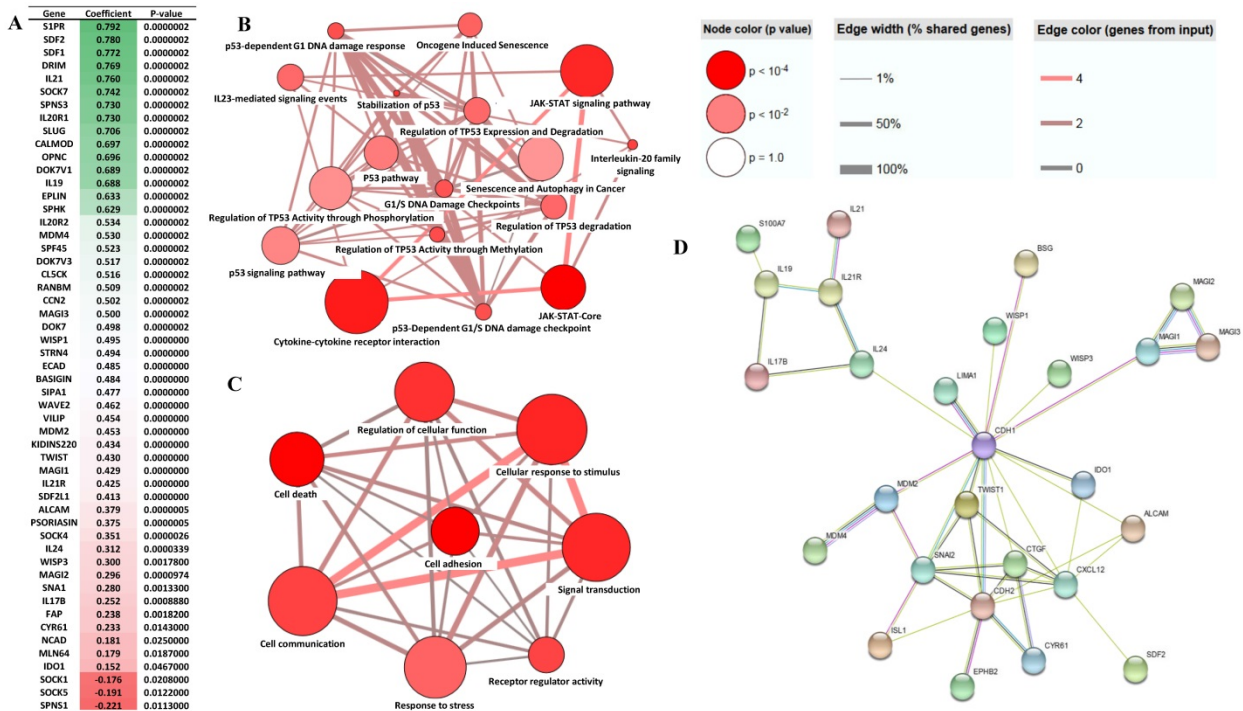 A
Gene Coefficient P-value
S1PR 0.792 0.0000002
SDF2 0.780 0.0000002
SDF1 0.772 0.0000002
DRIM 0.769 0.0000002
IL21 0.760 0.0000002
SOCK7 0.742 0.0000002
SPNS3 0.730 0.0000002
IL20R1 0.730 0.0000002
SLUG 0.706 0.0000002
CALMOD 0.697 0.0000002
OPNC 0.696 0.0000002
DOK7V1 0.689 0.0000002
IL19 0.688 0.0000002
EPLIN 0.633 0.0000002
SPHK 0.629 0.0000002
IL20R2 0.534 0.0000002
MDM4 0.530 0.0000002
SPF45 0.523 0.0000002
DOK7V3 0.517 0.0000002
CL5CK 0.516 0.0000002
RANBM 0.509 0.0000002
CCN2 0.502 0.0000002
MAGI3 0.500 0.0000002
DOK7 0.498 0.0000002
WISP1 0.495 0.0000002
STRN4 0.494 0.0000000
ECAD 0.485 0.0000000
BASIGIN 0.484 0.0000000
SIPA1 0.477 0.0000000
WAVE2 0.462 0.0000000
VILIP 0.454 0.0000000
MDM2 0.453 0.0000000
KIDINS220 0.434 0.0000000
TWIST 0.430 0.0000000
MAGI1 0.429 0.0000000
IL21R 0.425 0.0000000
SDF2L1 0.413 0.0000000
ALCAM 0.379 0.0000005
PSORIASIN 0.375 0.0000005
SOCK4 0.351 0.0000026
IL24 0.312 0.0000339
WISP3 0.300 0.0017800
MAGI2 0.296 0.0000974
SNA1 0.280 0.0013300
IL17B 0.252 0.0008880
FAP 0.238 0.0018200
CYR61 0.233 0.0143000
NCAD 0.181 0.0250000
MLN64 0.179 0.0187000
IDO1 0.152 0.0467000
SOCK1 -0.176 0.0208000
SOCK5 -0.191 0.0122000
SPNS1 -0.221 0.0113000
B
p53-dependent G1 DNA damage response
Oncogene Induced Senescence
IL23-mediated signaling events
Stabilization of p53
JAK-STAT signaling pathway
Regulation of TP53 Expression and Degradation
Interleukin-20 family
signaling
P53 pathway
Senescence and Autophagy in Cancer
G1/S DNA Damage Checkpoints
Regulation of TP53 Activity through Phosphorylation
Regulation of TP53 degradation
Regulation of TP53 Activity through Methylation
p53 signaling pathway
JAK-STAT-Core
p53-Dependent G1/S DNA damage checkpoint
Cytokine-cytokine receptor interaction
Node color (p value)
p < 10-4
p < 10-2
p = 1.0
Edge width (% shared genes)
1%
50%
100%
Edge color (genes from input)
4
2
0
C
Regulation of cellular function
Cellular response to stimulus
Cell death
Cell adhesion
Signal transduction
Cell communication
Receptor regulator activity
Response to stress
D
S100A7
IL21
IL19
IL21R
BSG
MAGI2
WISP1
MAGI1
MAGI3
IL17B
IL24
LIMA1
WISP3
CDH1
MDM2
TWIST1
IDO1
ALCAM
MDM4
SNAI2
CTGF
CXCL12
CDH2
ISL1
CYR61
SDF2
EPHB2